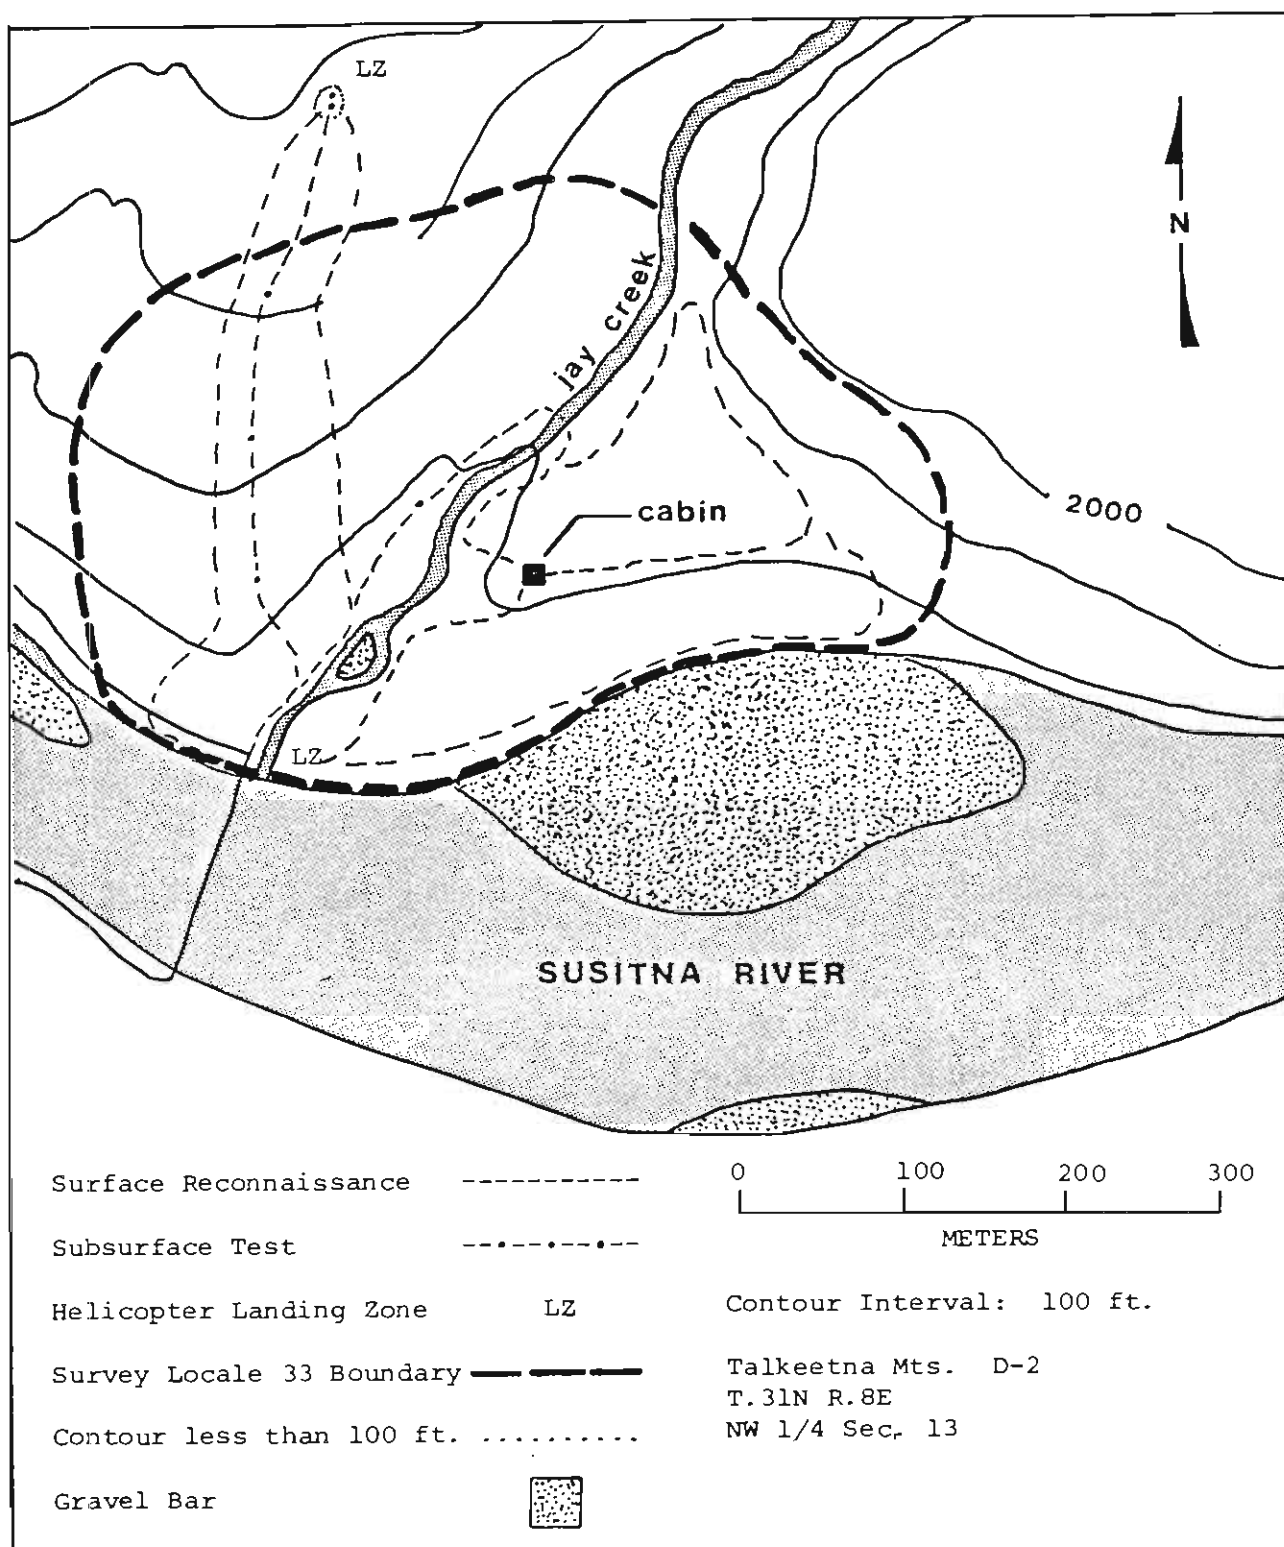 LZ
N
jay creek
2000
cabin
LZ
SUSITNA RIVER
Surface Reconnaissance
Subsurface Test
Helicopter Landing Zone LZ
Survey Locale 33 Boundary
Contour less than 100 ft.
Gravel Bar
0 100 200 300
METERS
Contour Interval: 100 ft.
Talkeetna Mts. D-2
T.31N R.8E
NW 1/4 Sec. 13